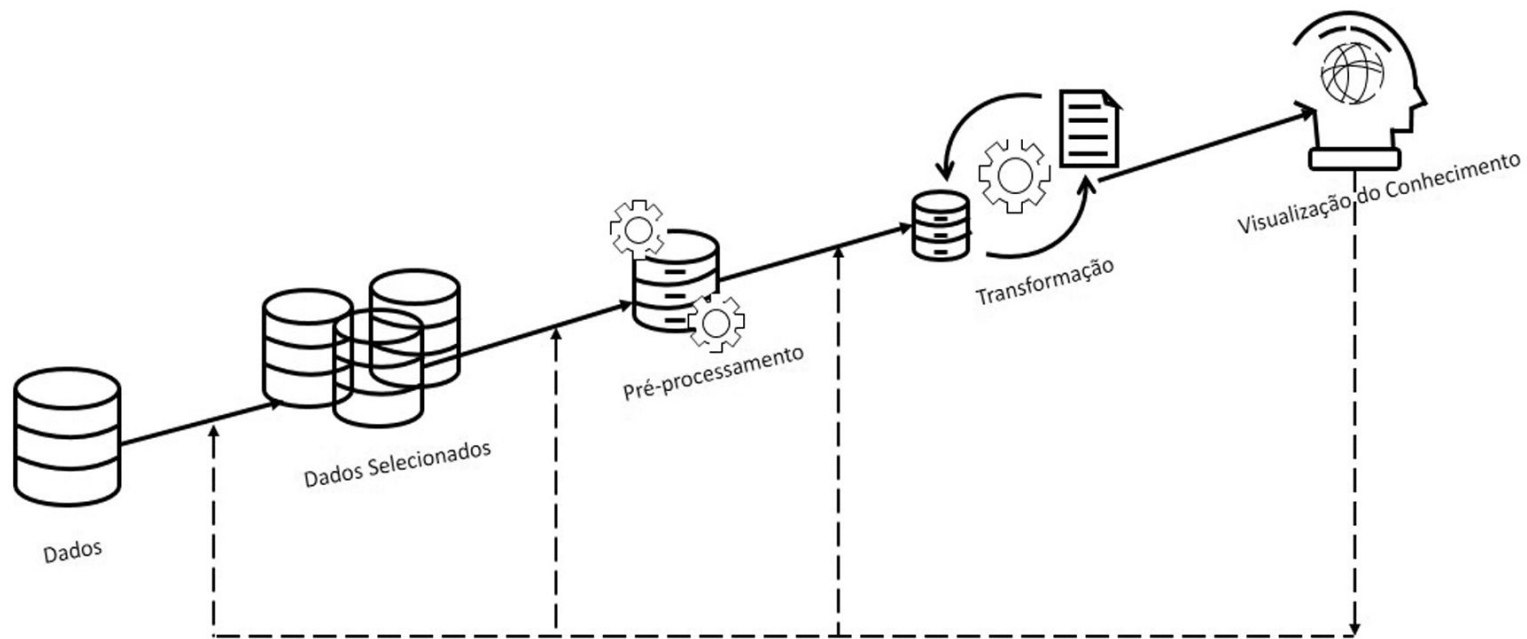 Dados
Dados Selecionados
Pré-processamento
Transformação
Visualização do Conhecimento